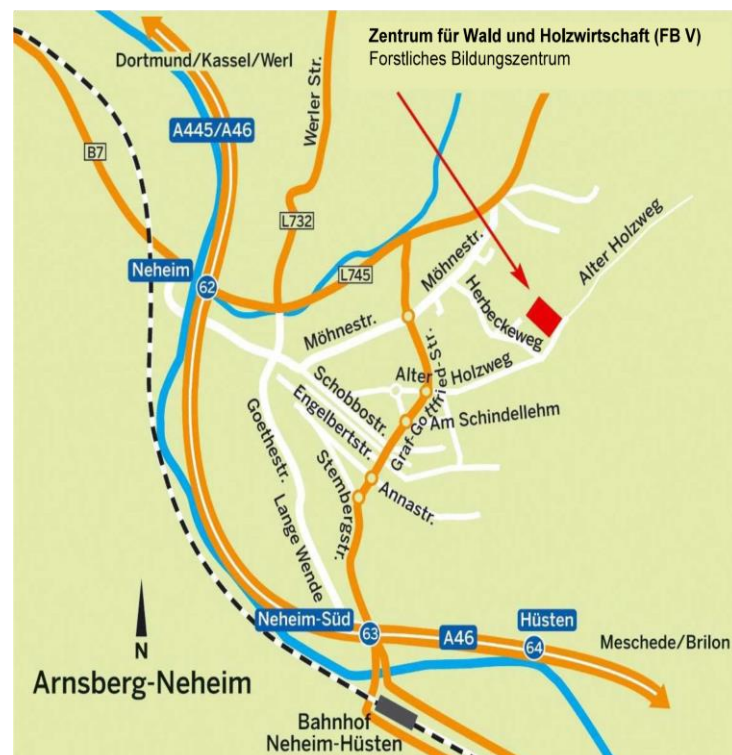 Zentrum für Wald und Holzwirtschaft (FB V)
Forstliches Bildungszentrum
Dortmund/Kassel/Werl
Werler Str.
A445/A46
B7
L732
Neheim
62
L745
Möhnestr.
Alter Holzweg
Herbeckeweg
Möhnestr.
Graf-Gottfried-Str.
Alter Holzweg
Schobbostr.
Engelbertstr.
Am Schindellehm
Goethestr.
Stembergstr.
Annastr.
Lange Wende
Neheim-Süd
63
A46
Hüsten
64
Meschede/Brilon
N
Arnsberg-Neheim
Bahnhof
Neheim-Hüsten